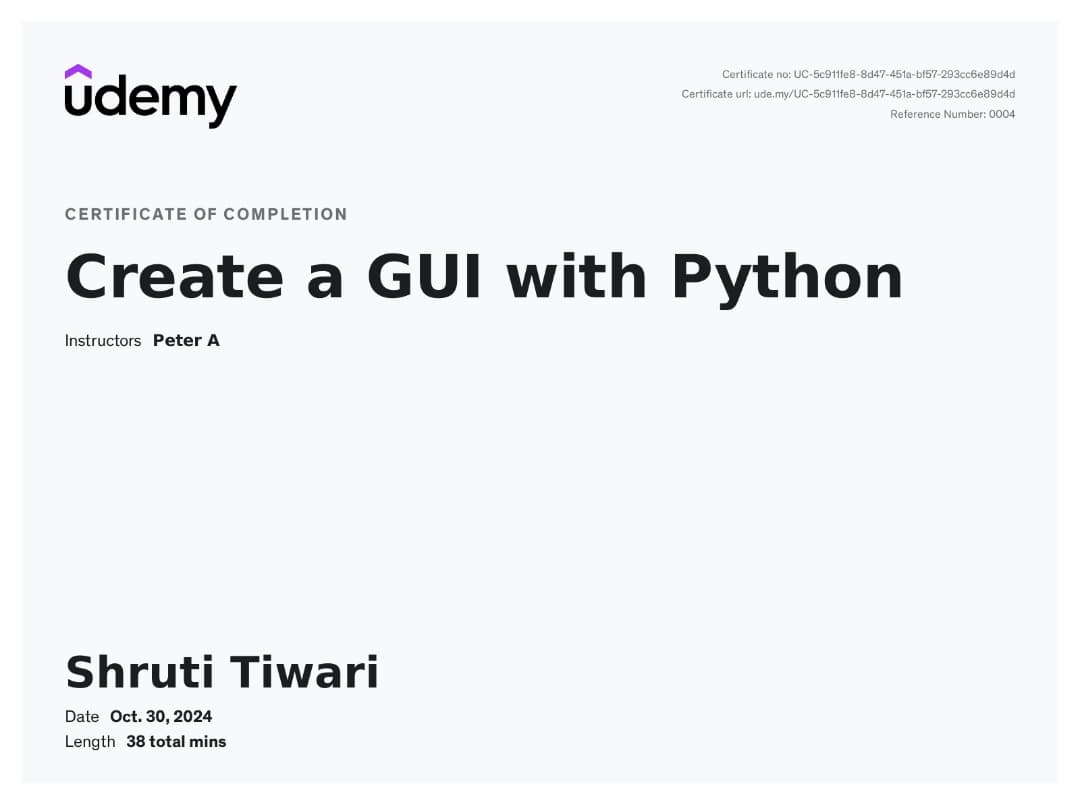 udemy
Certificate no: UC-5c911fe8-8d47-451a-bf57-293cc6e89d4d
Certificate url: ude.my/UC-5c911fe8-8d47-451a-bf57-293cc6e89d4d
Reference Number: 0004
CERTIFICATE OF COMPLETION
Create a GUI with Python
Instructors Peter A
Shruti Tiwari
Date Oct. 30, 2024
Length 38 total mins